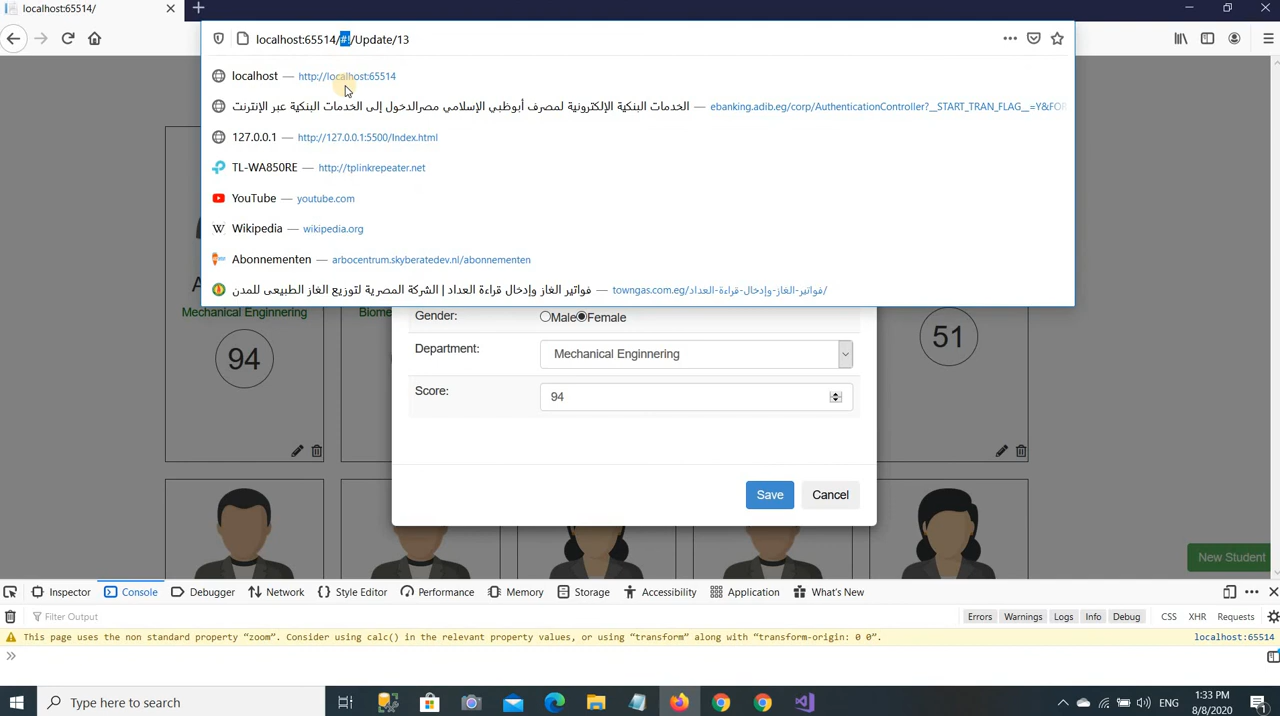 localhost:65514/
localhost:65514/#!/Update/13
localhost — http://localhost:65514
الخدمات البنكية الإلكترونية لمصرف أبوظبي الإسلامي مصرالدخول إلى الخدمات البنكية عبر الإنترنت — ebanking.adib.eg/corp/AuthenticationController?__START_TRAN_FLAG__=Y&FOR
127.0.0.1 — http://127.0.0.1:5500/Index.html
TL-WA850RE — http://tplinkrepeater.net
YouTube — youtube.com
Wikipedia — wikipedia.org
Abonnementen — arbocentrum.skyberatedev.nl/abonnementen
فواتير الغاز وإدخال قراءة العداد | الشركة المصرية لتوزيع الغاز الطبيعى للمدن — towngas.com.eg/فواتير-الغاز-وإدخال-قراءة-العداد/
A
Mechanical Enginnering
Biome
94
51
Gender: Male Female
Department: Mechanical Enginnering
Score: 94
Save Cancel
New Student
Inspector Console Debugger Network Style Editor Performance Memory Storage Accessibility Application What's New
Filter Output Errors Warnings Logs Info Debug CSS XHR Requests
This page uses the non standard property “zoom”. Consider using calc() in the relevant property values, or using “transform” along with “transform-origin: 0 0”. localhost:65514
Type here to search
ENG
1:33 PM
8/8/2020
1